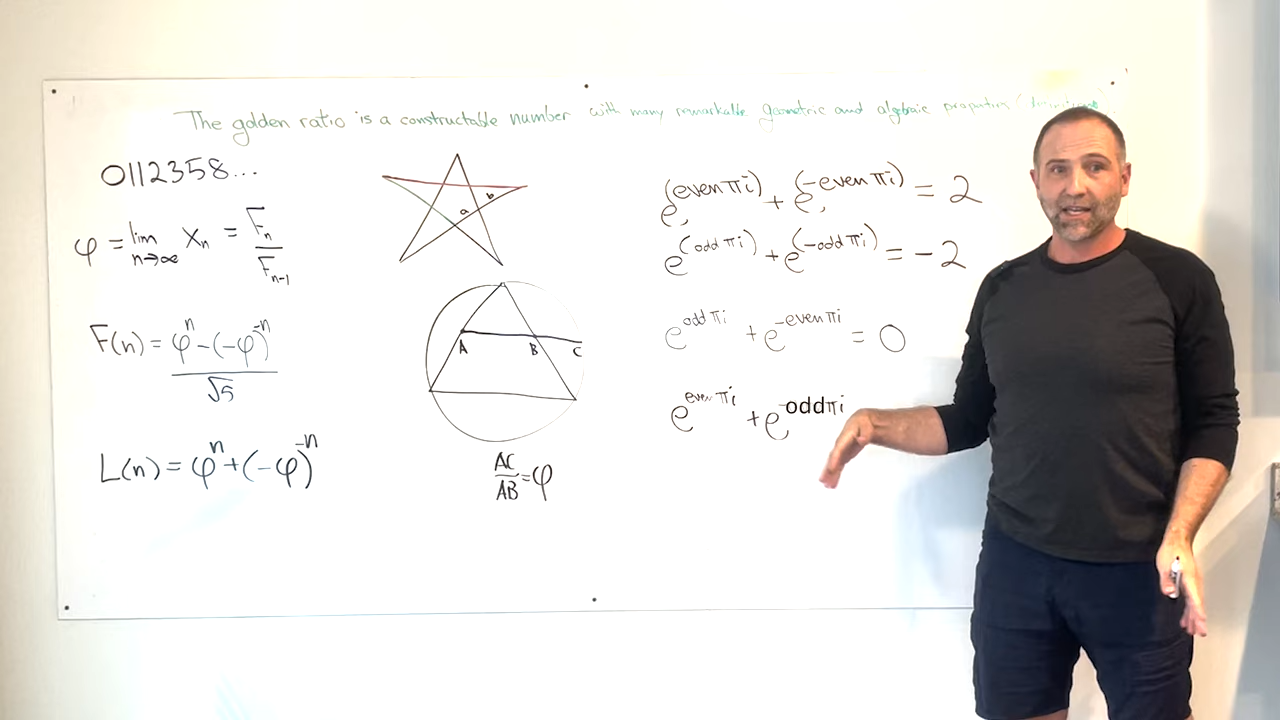 The golden ratio is a constructable number with many remarkable geometric and algebraic properties
0112358...
φ = lim n→∞ Xn = Fn/Fn-1
F(n) = φ^n - (-φ)^-n / √5
L(n) = φ^n + (-φ)^-n
a b
A B C
AC/AB = φ
e^(even πi) + e^(-even πi) = 2
e^(odd πi) + e^(-odd πi) = -2
e^odd πi + e^-even πi = 0
e^even πi + e^-odd πi